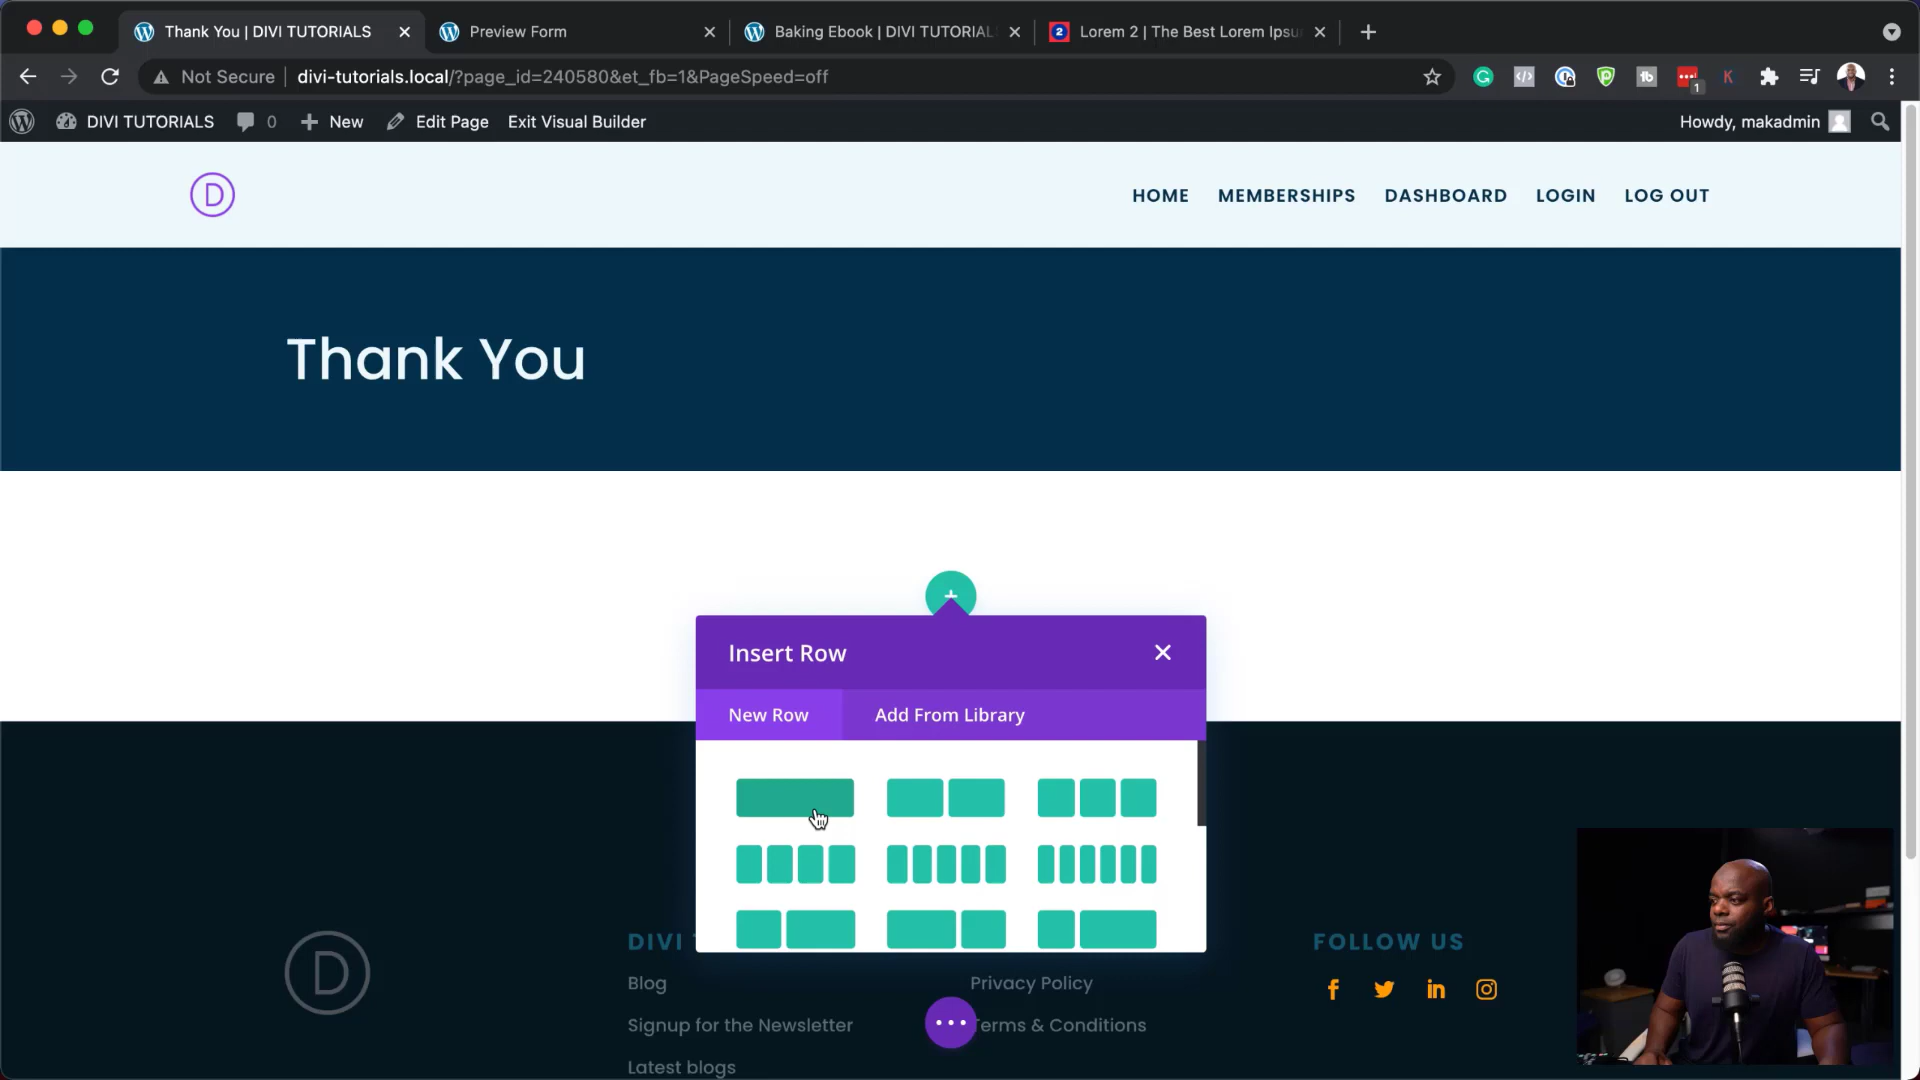 Thank You | DIVI TUTORIALS
Preview Form
Baking Ebook | DIVI TUTORIAL
Lorem 2 | The Best Lorem Ipsu
Not Secure
divi-tutorials.local/?page_id=240580&et_fb=1&PageSpeed=off
1
DIVI TUTORIALS
0
New
Edit Page
Exit Visual Builder
Howdy, makadmin
D
HOME
MEMBERSHIPS
DASHBOARD
LOGIN
LOG OUT
Thank You
Insert Row
New Row
Add From Library
D
DIVI
Blog
Signup for the Newsletter
Latest blogs
Privacy Policy
Terms & Conditions
FOLLOW US